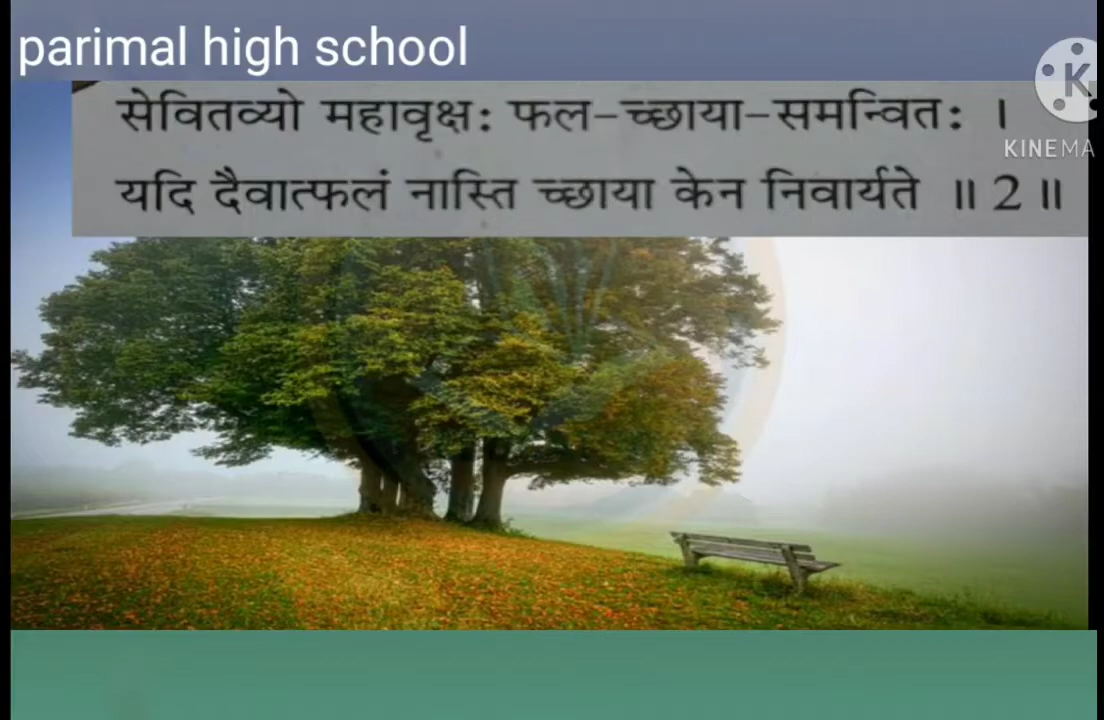 parimal high school
सेवितव्यो महावृक्षः फल-च्छाया-समन्वितः ।
KINEMA
यदि दैवात्फलं नास्ति च्छाया केन निवार्यते ॥ 2 ॥